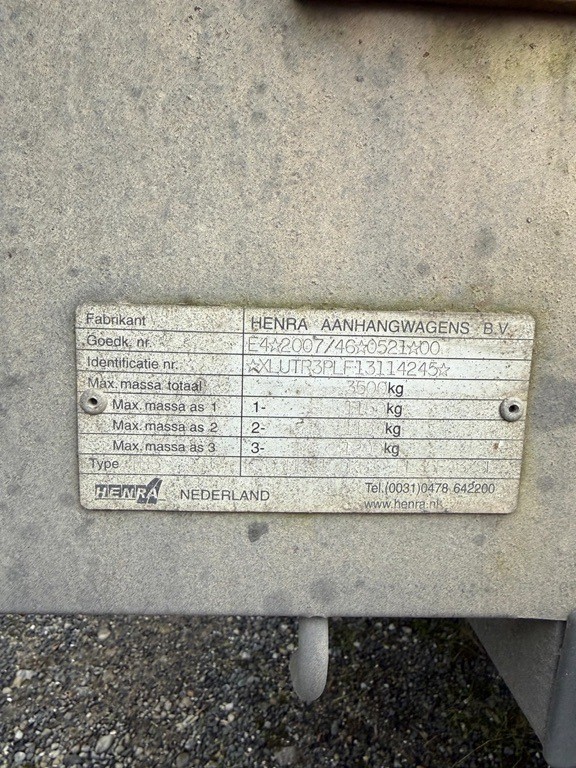 Fabrikant HENRA AANHANGWAGENS B.V.
Goedk. nr. E4☆2007/46☆0521☆00
Identificatie nr. ☆XLUTR3PLF13114245☆
Max. massa totaal 3500kg
Max. massa as 1 1- kg
Max. massa as 2 2- kg
Max. massa as 3 3- kg
Type
HENRA NEDERLAND Tel.(0031)0478-642200
www.henra.nl